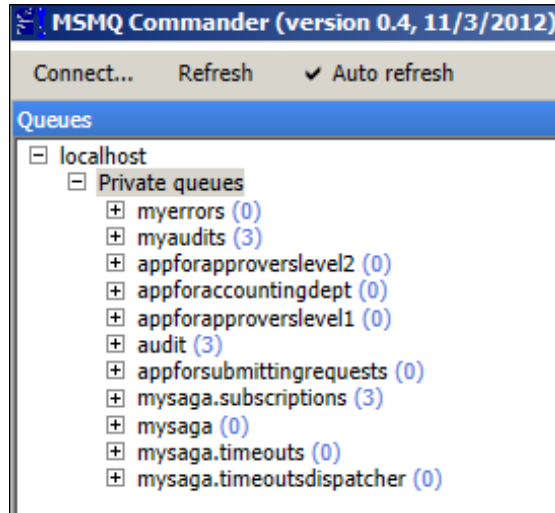 MSMQ Commander (version 0.4, 11/3/2012)
Connect... Refresh ✔ Auto refresh
Queues
localhost
Private queues
myerrors (0)
myaudits (3)
appforapproverslevel2 (0)
appforaccountingdept (0)
appforapproverslevel1 (0)
audit (3)
appforsubmittingrequests (0)
mysaga.subscriptions (3)
mysaga (0)
mysaga.timeouts (0)
mysaga.timeoutsdispatcher (0)